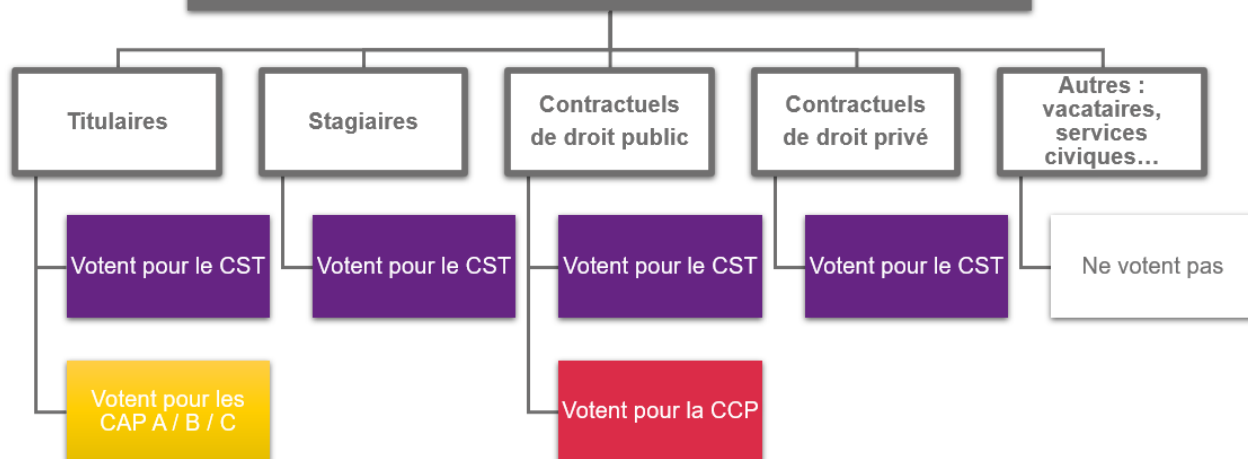 Titulaires
Stagiaires
Contractuels
de droit public
Contractuels
de droit privé
Autres :
vacataires,
services
civiques…
Votent pour le CST
Votent pour le CST
Votent pour le CST
Votent pour le CST
Ne votent pas
Votent pour les
CAP A / B / C
Votent pour la CCP